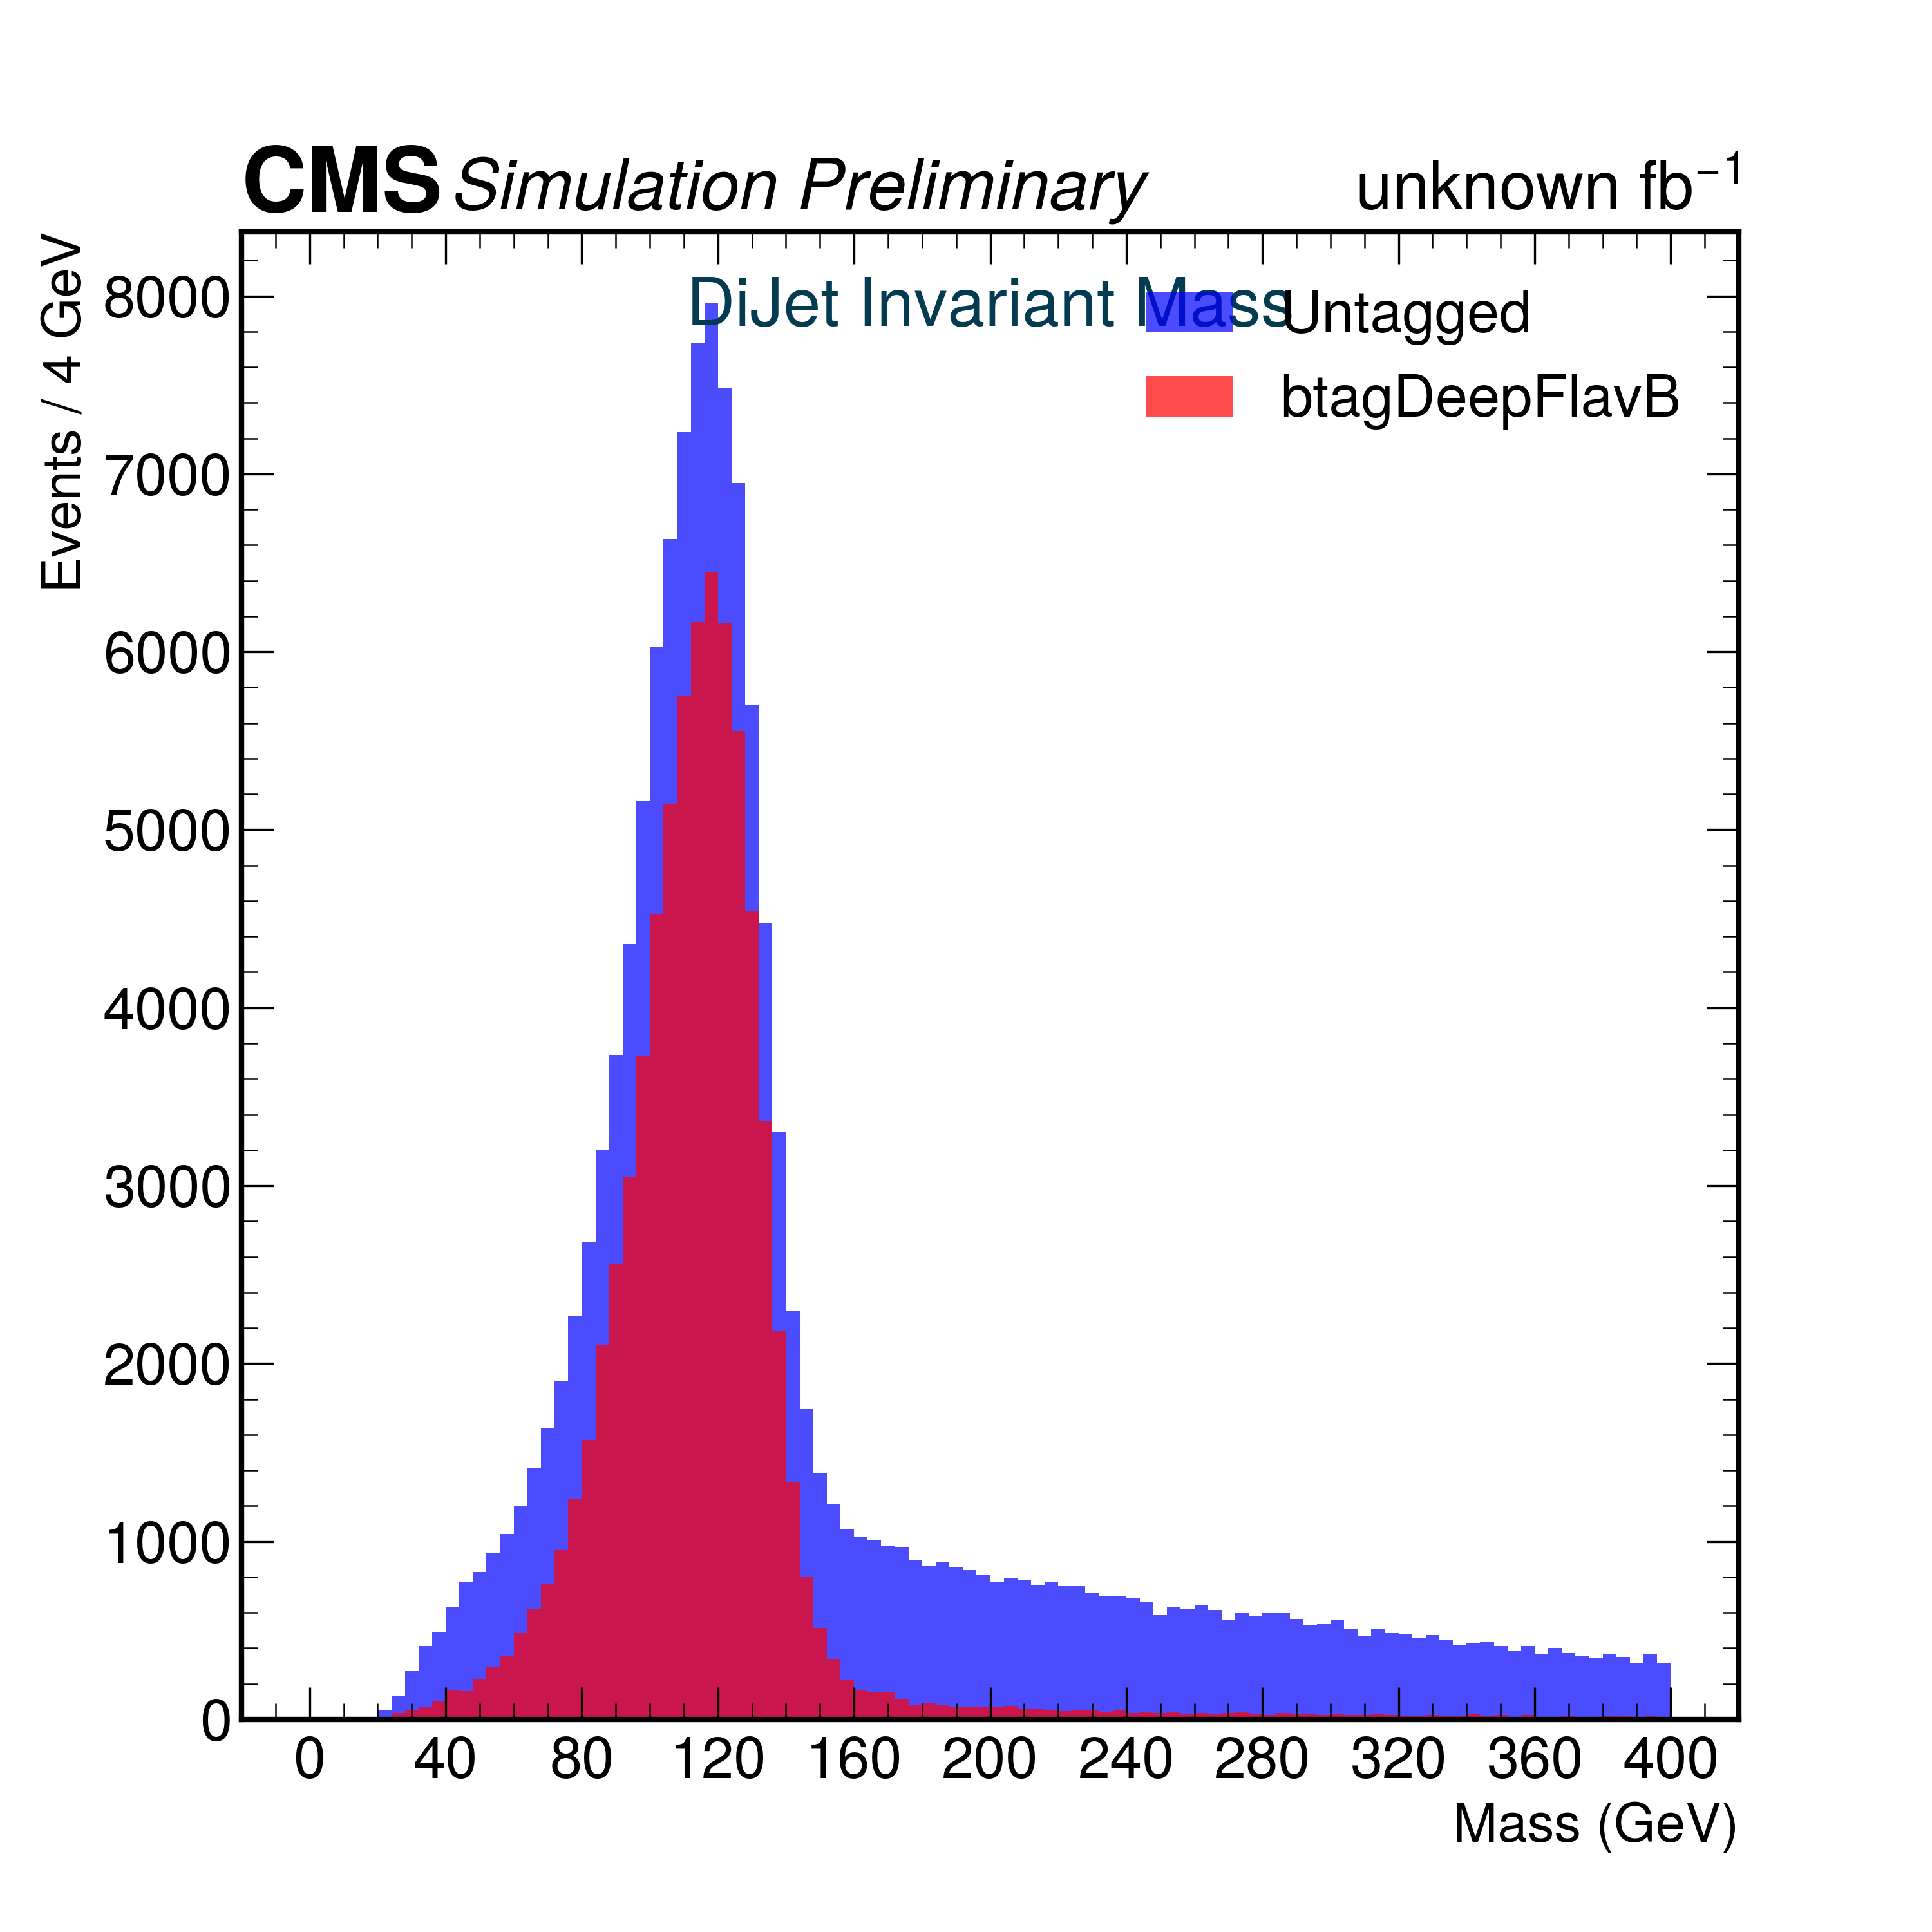 CMS Simulation Preliminary unknown fb⁻¹
Events / 4 GeV
DiJet Invariant Mass
Untagged
btagDeepFlavB
8000
7000
6000
5000
4000
3000
2000
1000
0
0 40 80 120 160 200 240 280 320 360 400
Mass (GeV)